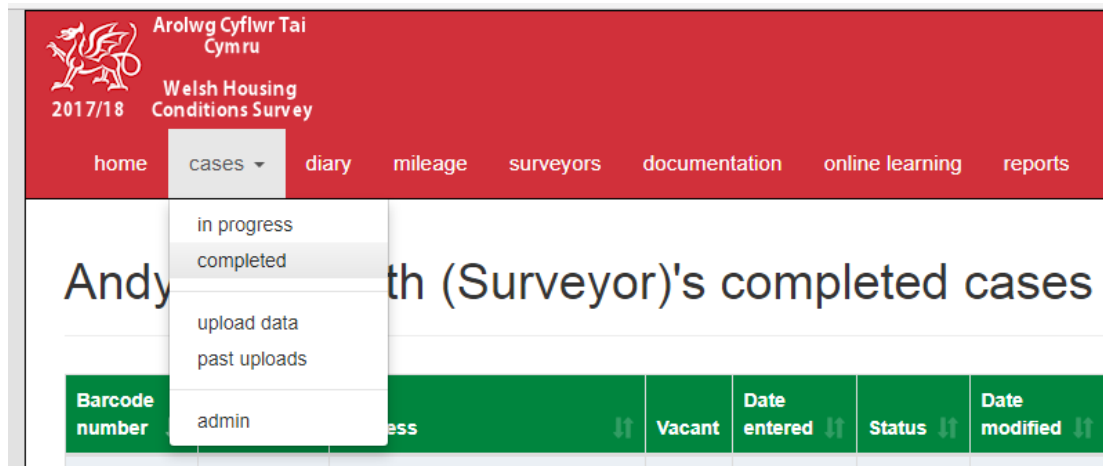 Arolwg Cyflwr Tai
Cymru
Welsh Housing
2017/18 Conditions Survey
home cases diary mileage surveyors documentation online learning reports
in progress
completed
Andy th (Surveyor)'s completed cases
upload data
past uploads
admin
Barcode number ess Vacant Date entered Status Date modified